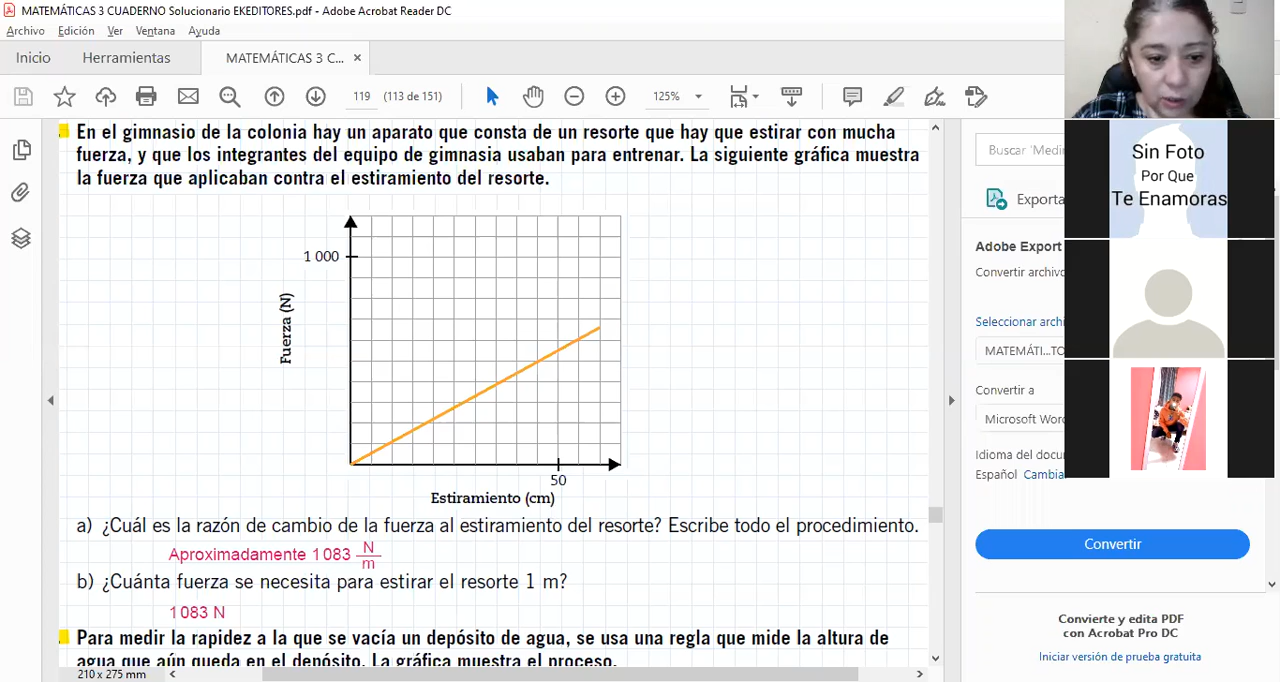 MATEMÁTICAS 3 CUADERNO Solucionario EKEDITORES.pdf - Adobe Acrobat Reader DC
Archivo Edición Ver Ventana Ayuda
Inicio Herramientas MATEMÁTICAS 3 C... ×
119 (113 de 151) 125%
En el gimnasio de la colonia hay un aparato que consta de un resorte que hay que estirar con mucha
fuerza, y que los integrantes del equipo de gimnasia usaban para entrenar. La siguiente gráfica muestra
la fuerza que aplicaban contra el estiramiento del resorte.
1 000
Fuerza (N)
50
Estiramiento (cm)
a) ¿Cuál es la razón de cambio de la fuerza al estiramiento del resorte? Escribe todo el procedimiento.
Aproximadamente 1 083 N/m
b) ¿Cuánta fuerza se necesita para estirar el resorte 1 m?
1 083 N
Para medir la rapidez a la que se vacía un depósito de agua, se usa una regla que mide la altura de
agua que aún queda en el depósito. La gráfica muestra el proceso.
210 x 275 mm
Buscar 'Medi
Exporta
Adobe Export
Convertir archivo
Seleccionar archi
MATEMÁTI...TO
Convertir a
Microsoft Word
Idioma del docu
Español Cambia
Convertir
Convierte y edita PDF
con Acrobat Pro DC
Iniciar versión de prueba gratuita
Sin Foto
Por Que
Te Enamoras